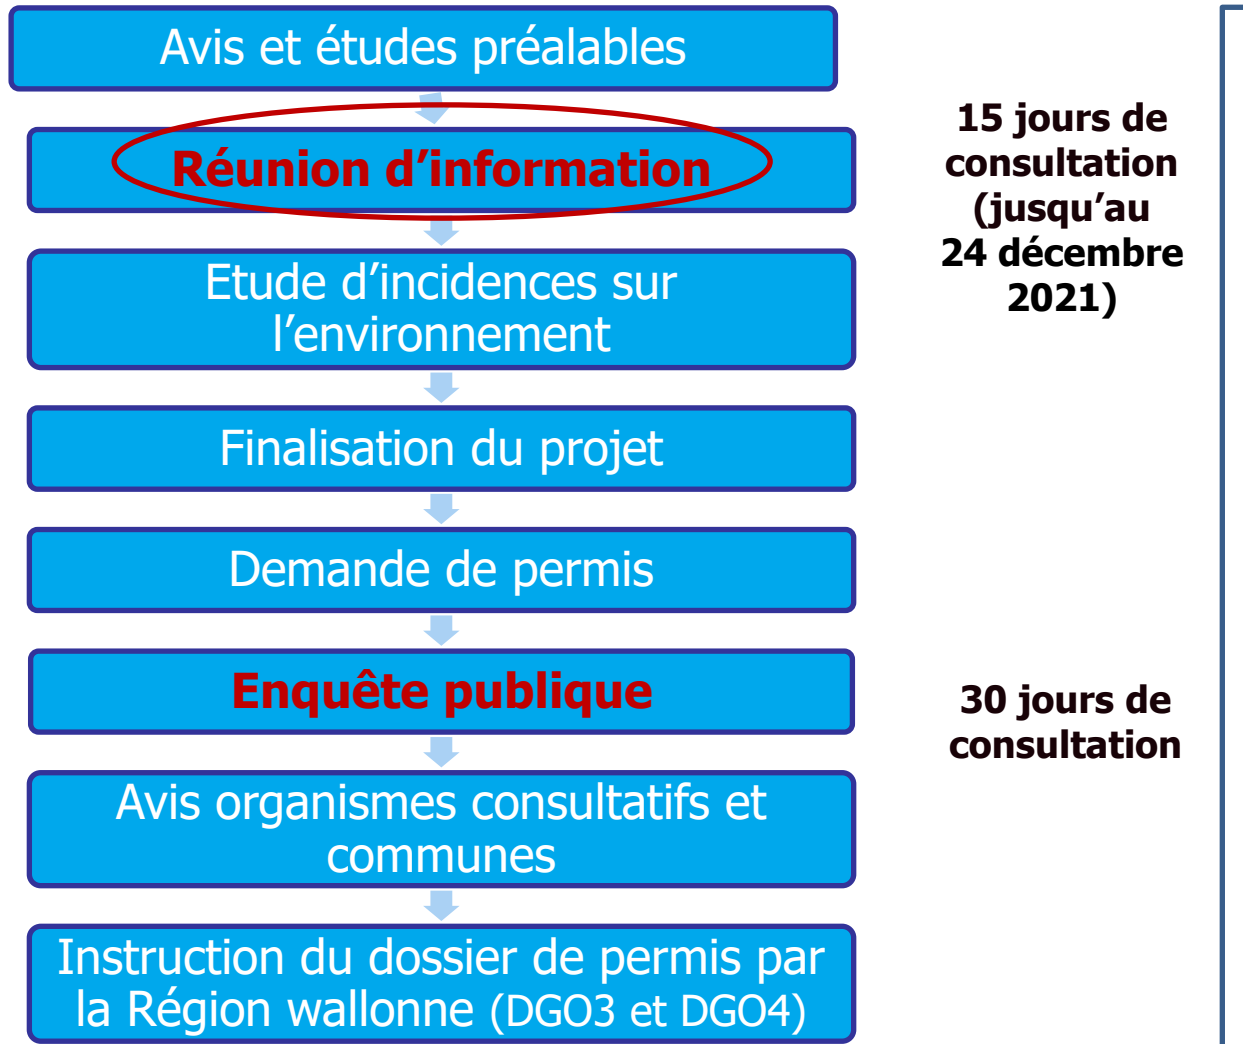 Avis et études préalables
Réunion d’information
15 jours de
consultation
(jusqu’au
24 décembre
2021)
Etude d’incidences sur
l’environnement
Finalisation du projet
Demande de permis
Enquête publique
30 jours de
consultation
Avis organismes consultatifs et
communes
Instruction du dossier de permis par
la Région wallonne (DGO3 et DGO4)